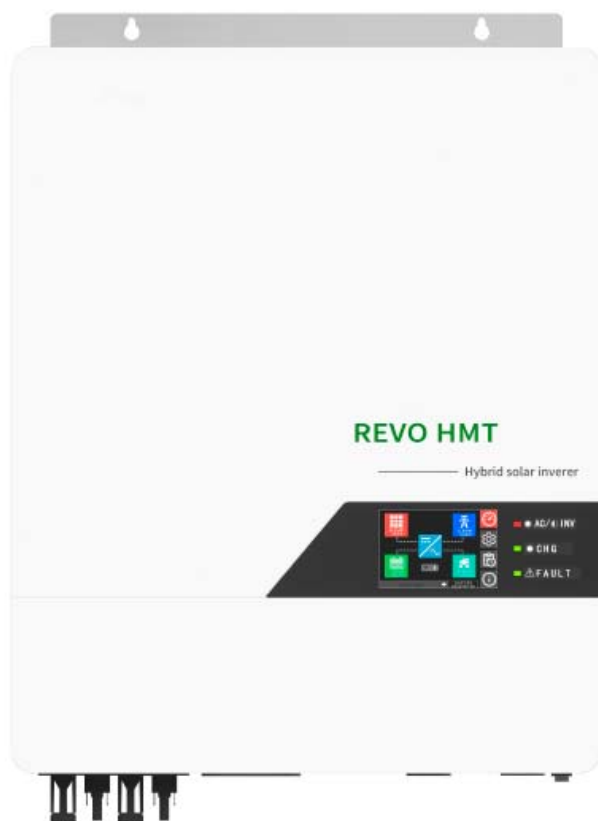 REVO HMT
Hybrid solar inverer
AC/ INV
CHG
FAULT